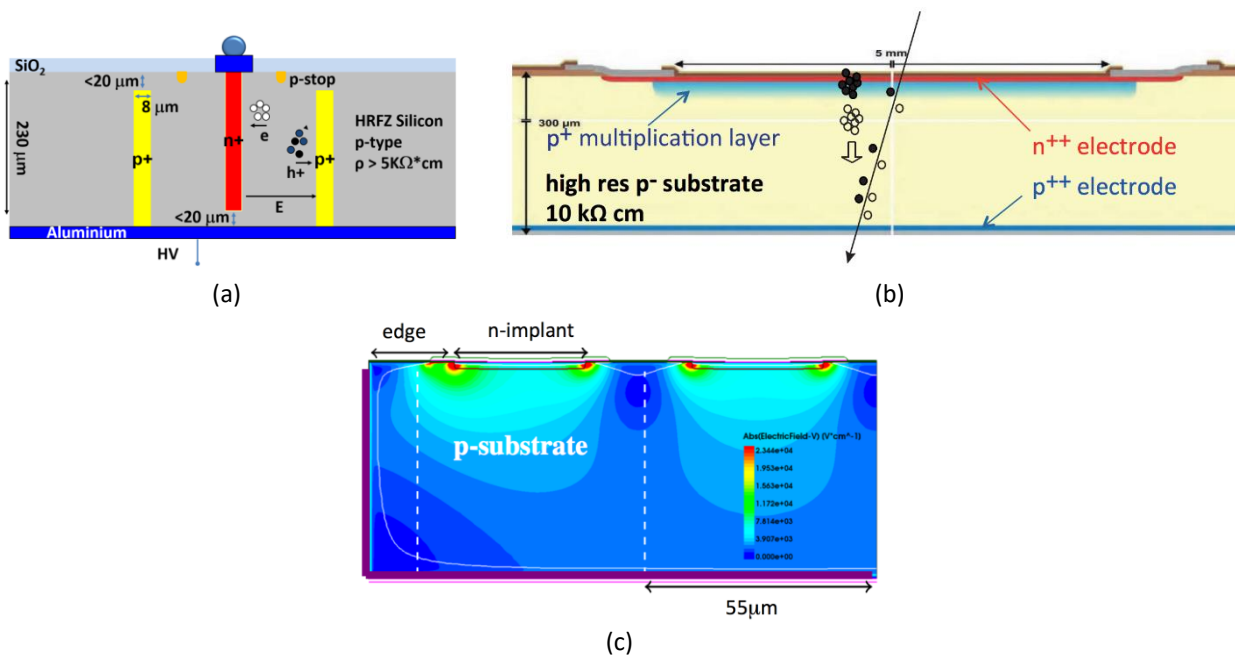 SiO2
<20 μm
p-stop
8 μm
230 μm
p+
n+
e
h+
p+
E
HRFZ Silicon
p-type
ρ > 5KΩ*cm
<20 μm
Aluminium
HV
(a)
5 mm
300 μm
p+ multiplication layer
n++ electrode
p++ electrode
high res p- substrate
10 kΩ cm
(b)
edge
n-implant
p-substrate
Abs(ElectricField-V) (V*cm^-1)
2.344e+04
1.953e+04
1.563e+04
1.172e+04
7.814e+03
3.907e+03
0.000e+00
55μm
(c)